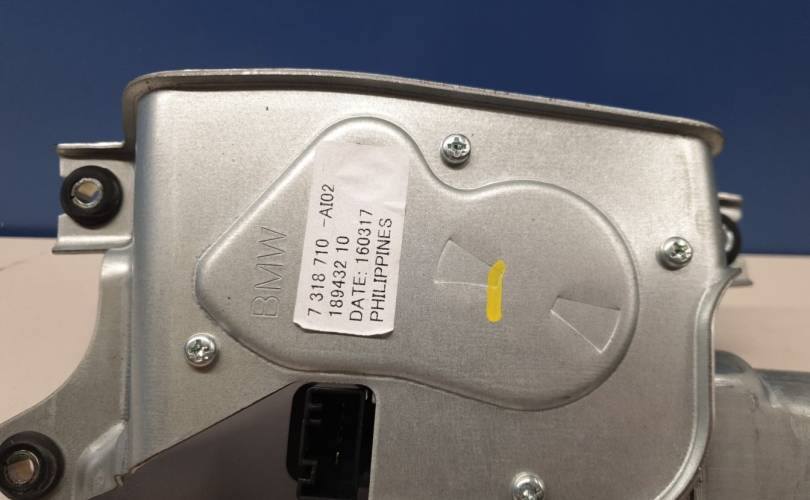 BMW
7 318 710 -AI02
189432 10
DATE: 160317
PHILIPPINES